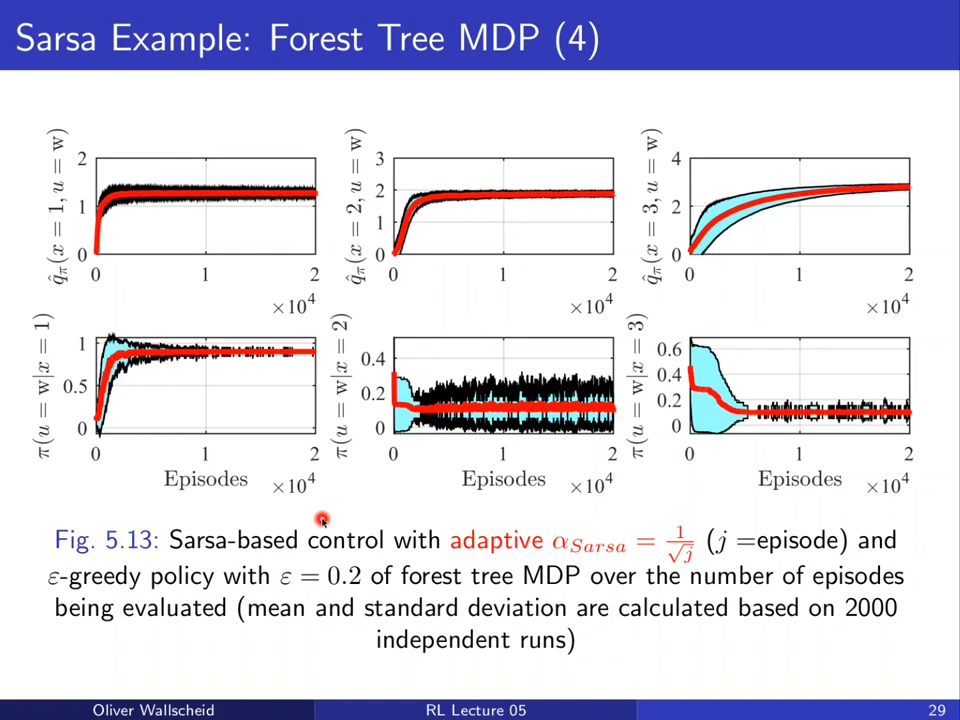 Sarsa Example: Forest Tree MDP (4)
q̂π(x = 1, u = w)
2
1
0
0 1 2
×10⁴
q̂π(x = 2, u = w)
3
2
1
0
0 1 2
×10⁴
q̂π(x = 3, u = w)
4
2
0
0 1 2
×10⁴
π(u = w|x = 1)
1
0.5
0
0 1 2
Episodes
×10⁴
π(u = w|x = 2)
0.4
0.2
0
0 1 2
Episodes
×10⁴
π(u = w|x = 3)
0.6
0.4
0.2
0
0 1 2
Episodes
×10⁴
Fig. 5.13: Sarsa-based control with adaptive αSarsa = 1/√j (j =episode) and
ε-greedy policy with ε = 0.2 of forest tree MDP over the number of episodes
being evaluated (mean and standard deviation are calculated based on 2000
independent runs)
Oliver Wallscheid RL Lecture 05 29